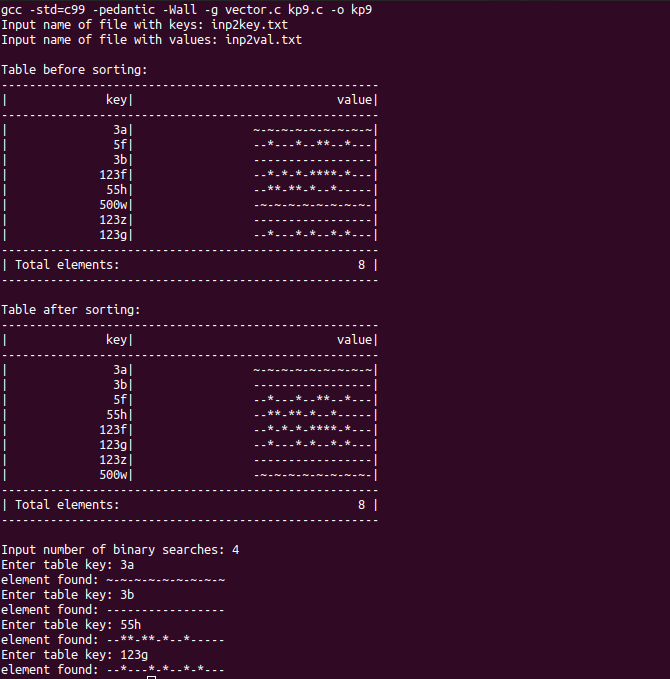 gcc -std=c99 -pedantic -Wall -g vector.c kp9.c -o kp9
Input name of file with keys: inp2key.txt
Input name of file with values: inp2val.txt

Table before sorting:
------------------------------------------------------
|              key|                             value|
------------------------------------------------------
|               3a|                 ~-~-~-~-~-~-~-~-~|
|               5f|                 --*---*--**--*---|
|               3b|                 -----------------|
|             123f|                 --*-*-*-****-*---|
|              55h|                 --**-**-*--*-----|
|             500w|                 -~-~-~-~-~-~-~-~-|
|             123z|                 -----------------|
|             123g|                 --*---*-*--*-*---|
------------------------------------------------------
| Total elements:                                  8 |
------------------------------------------------------

Table after sorting:
------------------------------------------------------
|              key|                             value|
------------------------------------------------------
|               3a|                 ~-~-~-~-~-~-~-~-~|
|               3b|                 -----------------|
|               5f|                 --*---*--**--*---|
|              55h|                 --**-**-*--*-----|
|             123f|                 --*-*-*-****-*---|
|             123g|                 --*---*-*--*-*---|
|             123z|                 -----------------|
|             500w|                 -~-~-~-~-~-~-~-~-|
------------------------------------------------------
| Total elements:                                  8 |
------------------------------------------------------

Input number of binary searches: 4
Enter table key: 3a
element found: ~-~-~-~-~-~-~-~-~
Enter table key: 3b
element found: -----------------
Enter table key: 55h
element found: --**-**-*--*-----
Enter table key: 123g
element found: --*---*-*--*-*---